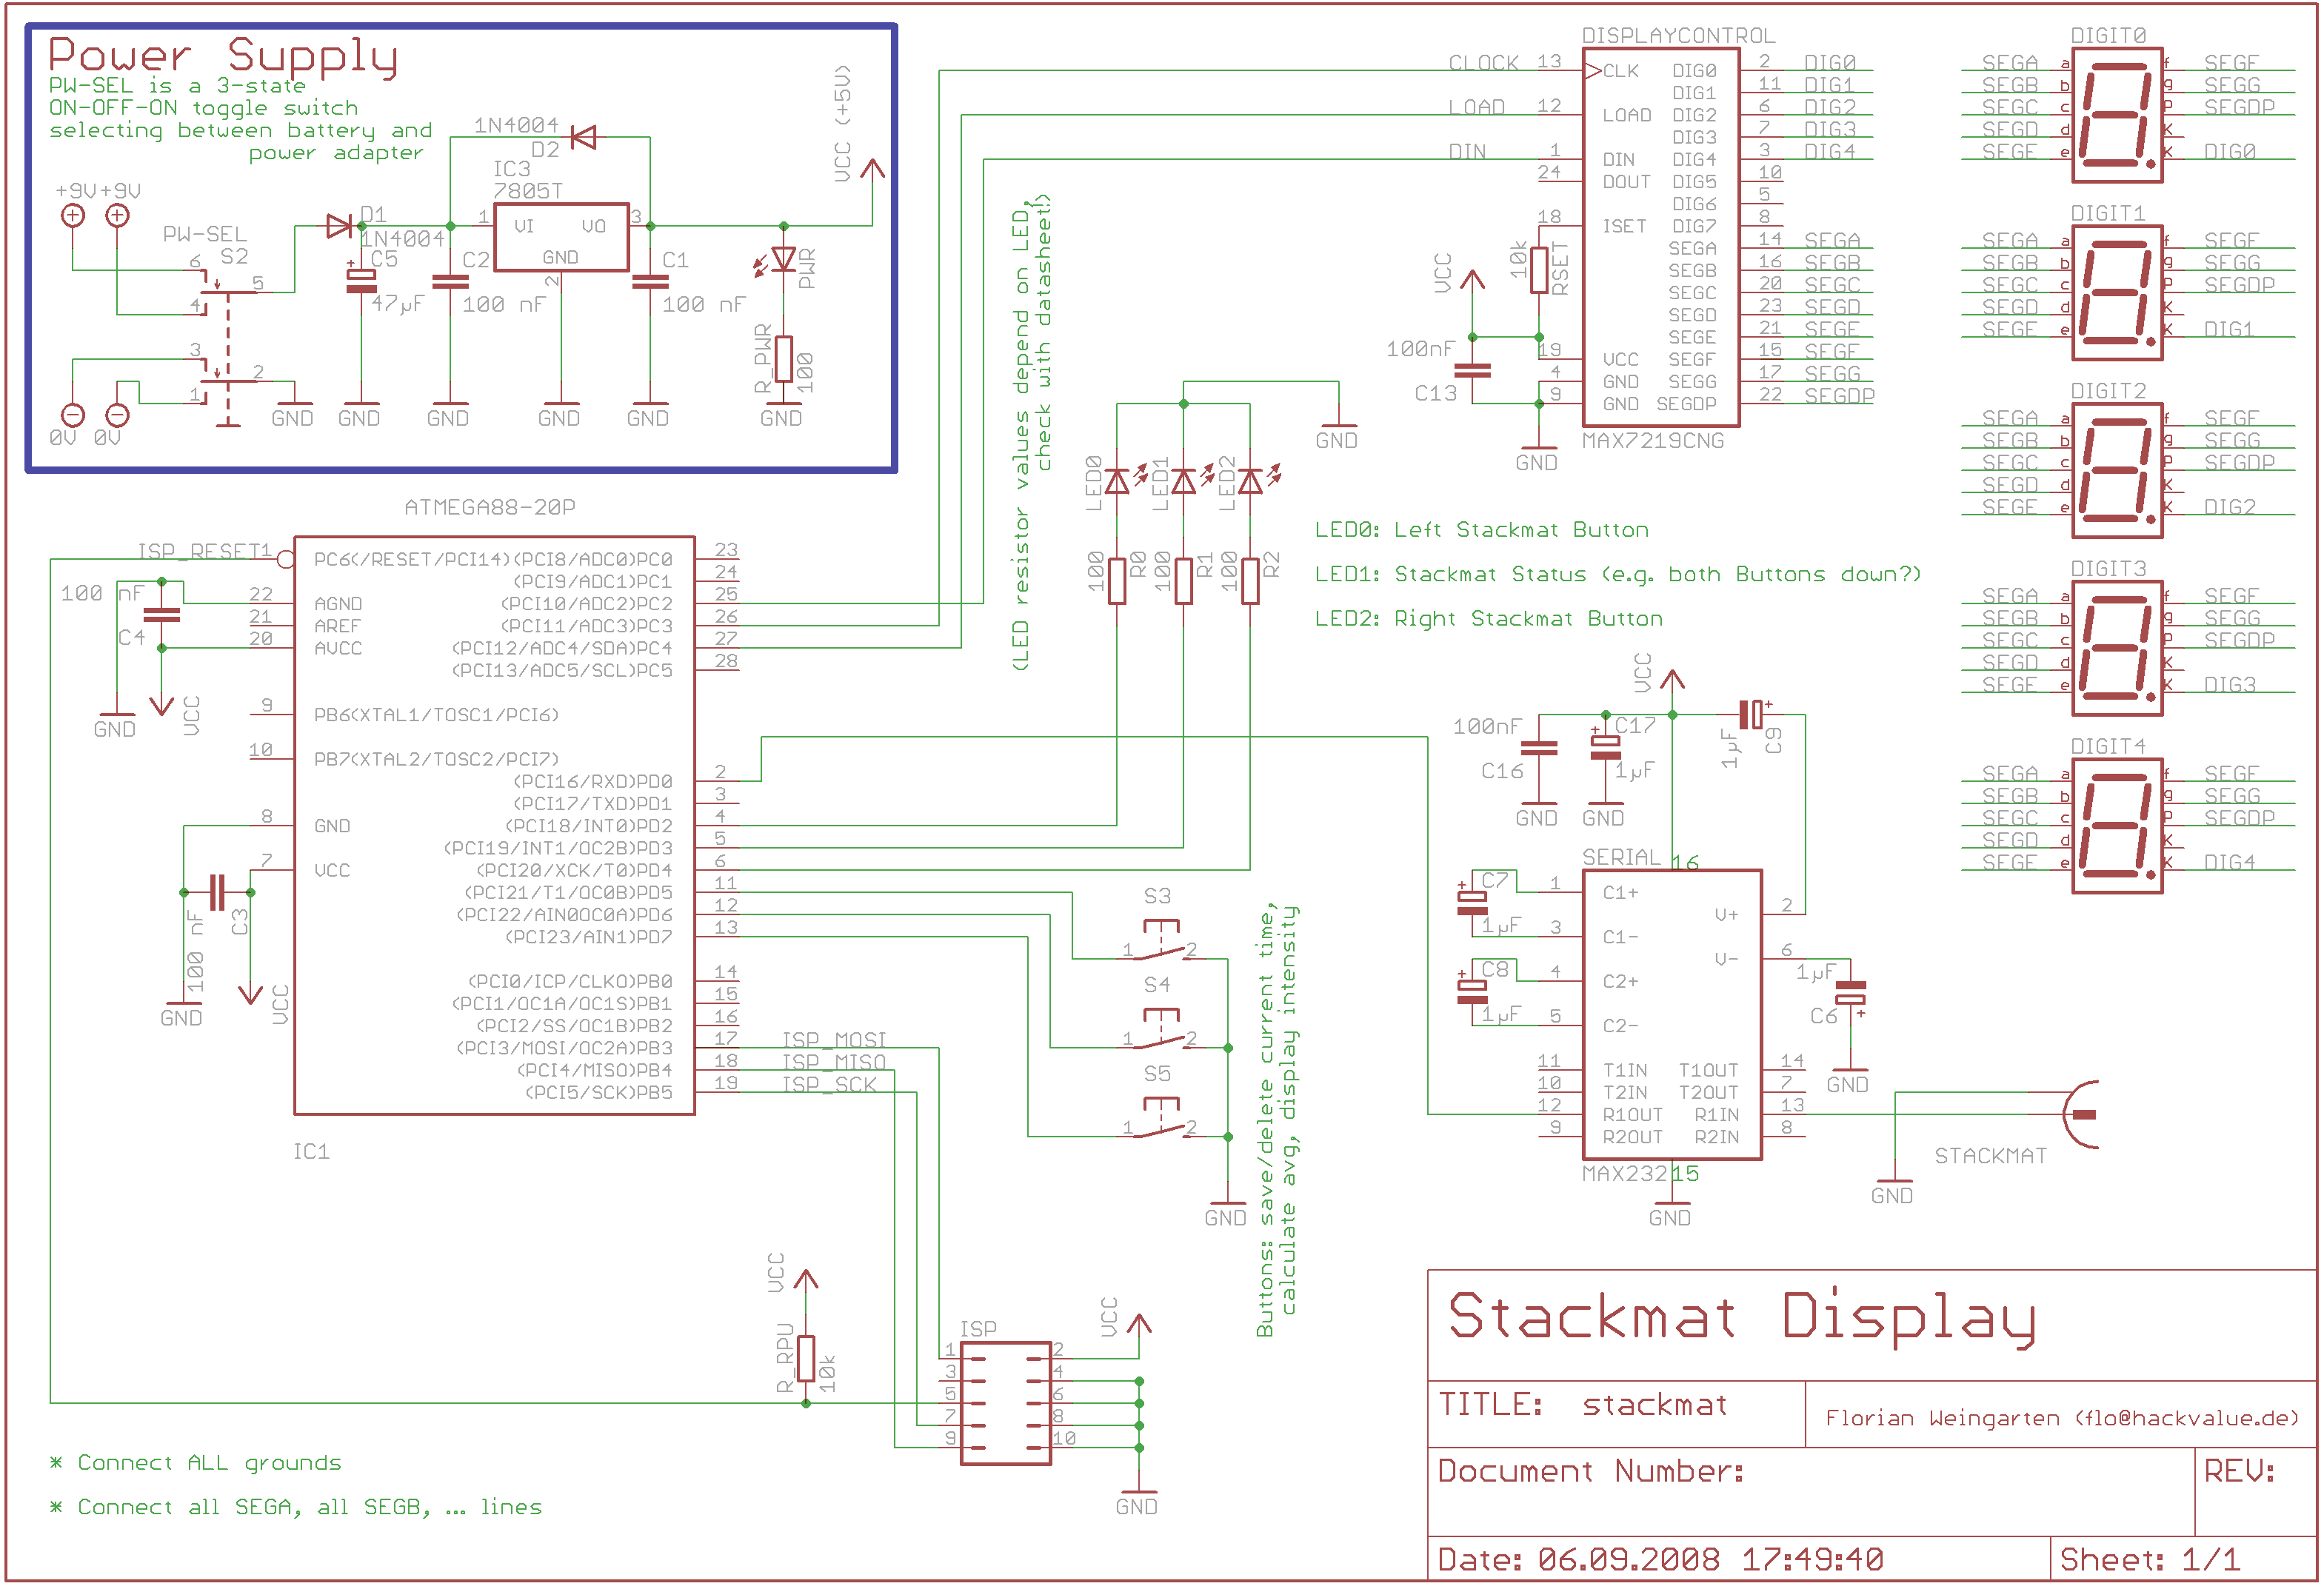 Power Supply
PW-SEL is a 3-state
ON-OFF-ON toggle switch
selecting between battery and
power adapter
+9V +9V
PW-SEL
S2
6
5
4
3
2
1
0V 0V
GND
D1
1N4004
C5
+
47µF
GND
1N4004
D2
C2
100 nF
GND
IC3
7805T
1 VI VO 3
GND
2
GND
C1
100 nF
GND
PWR
R_PWR
100
GND
VCC (+5V)
ATMEGA88-20P
ISP_RESET
1 PC6(/RESET/PCI14) (PCI8/ADC0)PC0 23
(PCI9/ADC1)PC1 24
22 AGND (PCI10/ADC2)PC2 25
21 AREF (PCI11/ADC3)PC3 26
20 AVCC (PCI12/ADC4/SDA)PC4 27
(PCI13/ADC5/SCL)PC5 28
9 PB6(XTAL1/TOSC1/PCI6)
10 PB7(XTAL2/TOSC2/PCI7)
(PCI16/RXD)PD0 2
(PCI17/TXD)PD1 3
8 GND (PCI18/INT0)PD2 4
(PCI19/INT1/OC2B)PD3 5
7 VCC (PCI20/XCK/T0)PD4 6
(PCI21/T1/OC0B)PD5 11
(PCI22/AIN0OC0A)PD6 12
(PCI23/AIN1)PD7 13
(PCI0/ICP/CLKO)PB0 14
(PCI1/OC1A/OC1S)PB1 15
(PCI2/SS/OC1B)PB2 16
(PCI3/MOSI/OC2A)PB3 17 ISP_MOSI
(PCI4/MISO)PB4 18 ISP_MISO
(PCI5/SCK)PB5 19 ISP_SCK
IC1
100 nF
C4
GND
VCC
100 nF
C3
GND
VCC
(LED resistor values depend on LED,
check with datasheet!)
LED0
LED1
LED2
100 R0
100 R1
100 R2
GND
LED0: Left Stackmat Button
LED1: Stackmat Status (e.g. both Buttons down?)
LED2: Right Stackmat Button
S3
1 2
S4
1 2
S5
1 2
GND
Buttons: save/delete current time,
calculate avg, display intensity
VCC
R_RPU
10k
ISP
1 2
3 4
5 6
7 8
9 10
VCC
GND
DISPLAYCONTROL
CLOCK 13 CLK DIG0 2 DIG0
DIG1 11 DIG1
LOAD 12 LOAD DIG2 6 DIG2
DIG3 7 DIG3
DIN 1 DIN DIG4 3 DIG4
24 DOUT DIG5 10
DIG6 5
18 ISET DIG7 8
SEGA 14 SEGA
SEGB 16 SEGB
SEGC 20 SEGC
SEGD 23 SEGD
SEGE 21 SEGE
19 VCC SEGF 15 SEGF
4 GND SEGG 17 SEGG
9 GND SEGDP 22 SEGDP
MAX7219CNG
10k
RSET
VCC
100nF
C13
GND
DIGIT0
SEGA a f SEGF
SEGB b g SEGG
SEGC c P SEGDP
SEGD d K
SEGE e K DIG0
DIGIT1
SEGA a f SEGF
SEGB b g SEGG
SEGC c P SEGDP
SEGD d K
SEGE e K DIG1
DIGIT2
SEGA a f SEGF
SEGB b g SEGG
SEGC c P SEGDP
SEGD d K
SEGE e K DIG2
DIGIT3
SEGA a f SEGF
SEGB b g SEGG
SEGC c P SEGDP
SEGD d K
SEGE e K DIG3
DIGIT4
SEGA a f SEGF
SEGB b g SEGG
SEGC c P SEGDP
SEGD d K
SEGE e K DIG4
VCC
100nF
C16
GND
+
C17
1µF
GND
1µF
+
C9
SERIAL
16
1 C1+
V+ 2
3 C1-
V- 6
4 C2+
5 C2-
11 T1IN T1OUT 14
10 T2IN T2OUT 7
12 R1OUT R1IN 13
9 R2OUT R2IN 8
MAX232
15
GND
+
C7
1µF
+
C8
1µF
1µF
C6
+
GND
STACKMAT
GND
* Connect ALL grounds
* Connect all SEGA, all SEGB, ... lines
Stackmat Display
TITLE: stackmat
Florian Weingarten (flo@hackvalue.de)
Document Number:
REV:
Date: 06.09.2008 17:49:40
Sheet: 1/1